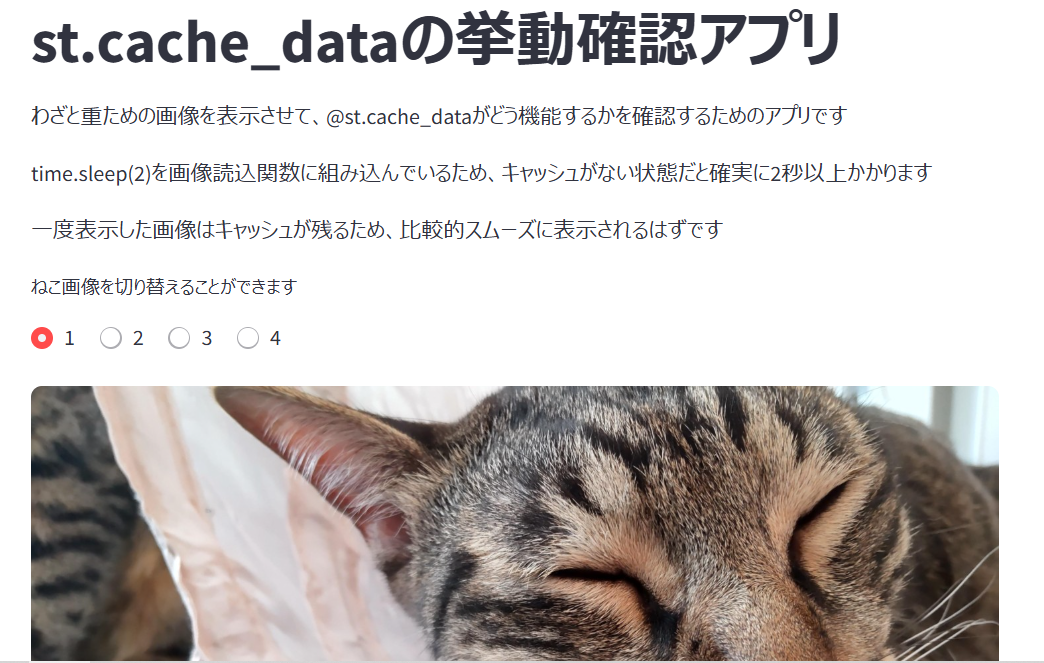 st.cache_dataの挙動確認アプリ
わざと重ための画像を表示させて、@st.cache_dataがどう機能するかを確認するためのアプリです
time.sleep(2)を画像読込関数に組み込んでいるため、キャッシュがない状態だと確実に2秒以上かかります
一度表示した画像はキャッシュが残るため、比較的スムーズに表示されるはずです
ねこ画像を切り替えることができます
1 2 3 4